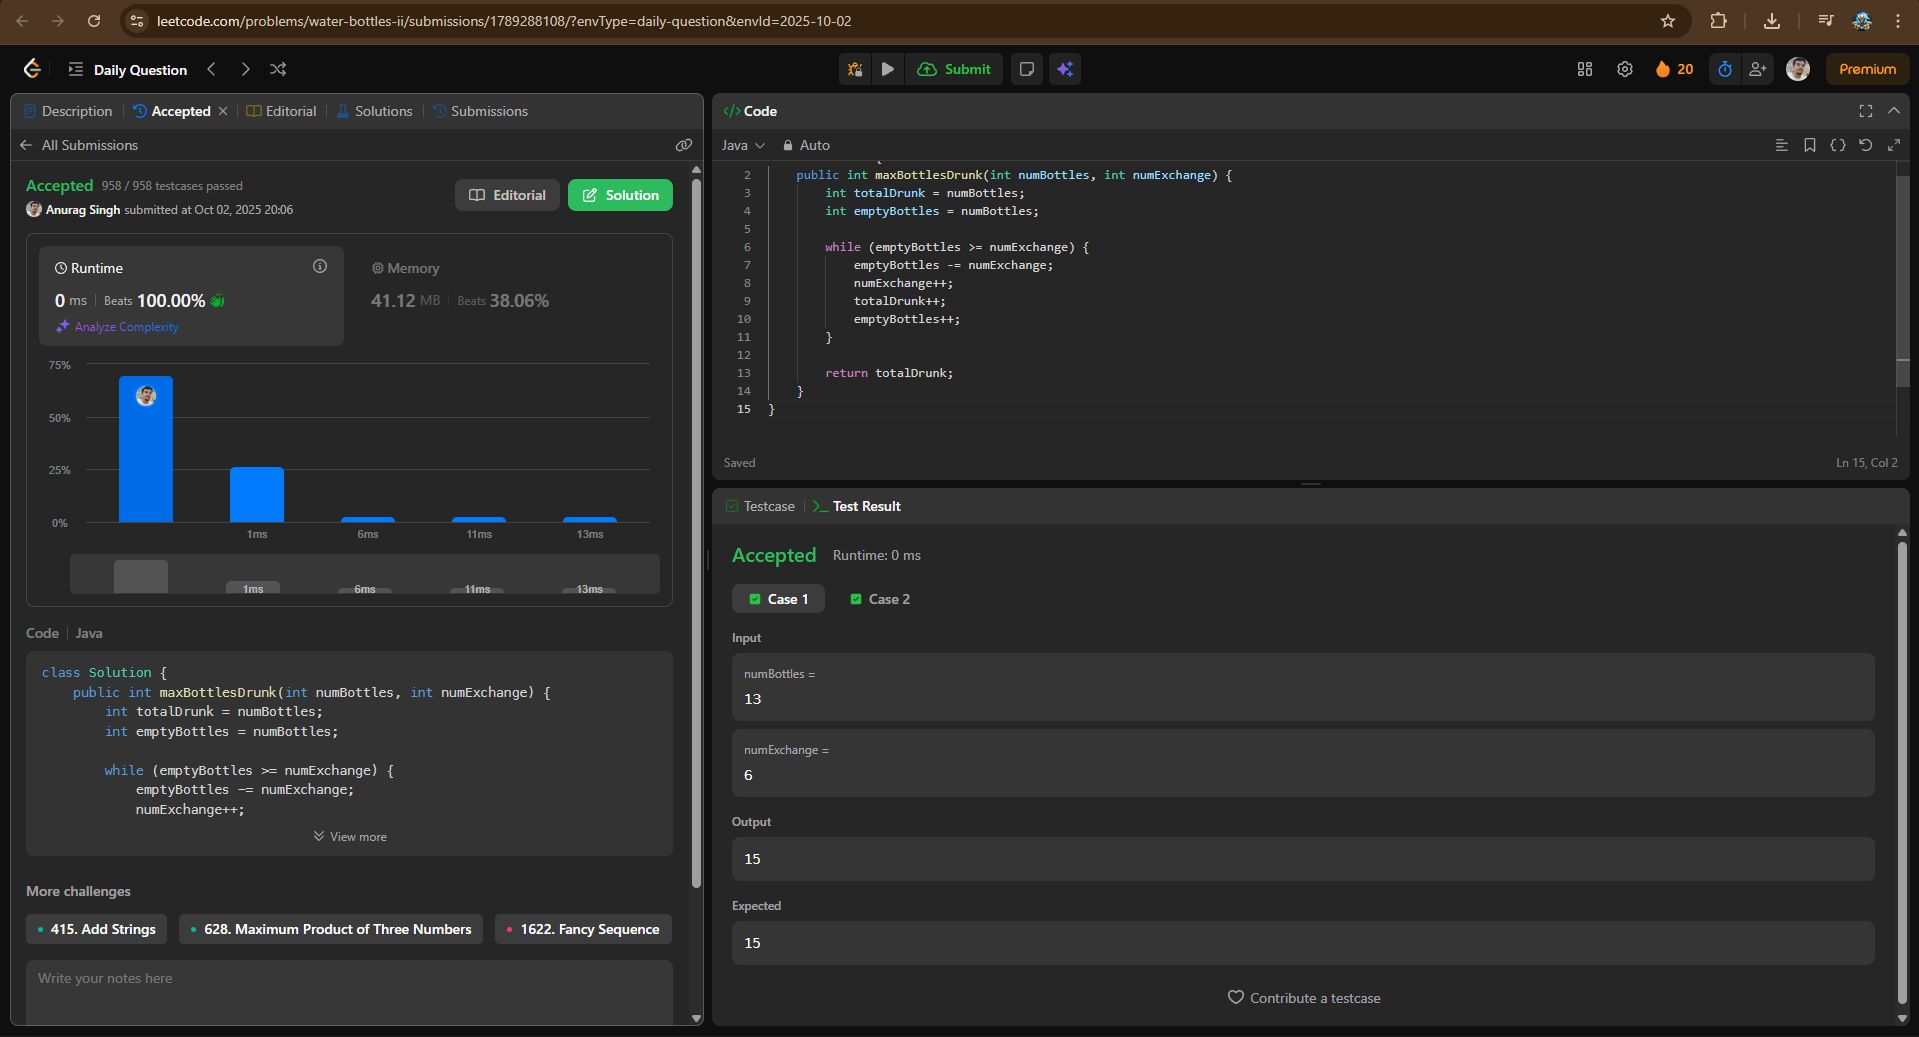 leetcode.com/problems/water-bottles-ii/submissions/1789288108/?envType=daily-question&envId=2025-10-02
Daily Question
Submit
20
Premium
Description
Accepted
Editorial
Solutions
Submissions
All Submissions
Accepted 958 / 958 testcases passed
Anurag Singh submitted at Oct 02, 2025 20:06
Editorial
Solution
Runtime
0 ms Beats 100.00%
Analyze Complexity
Memory
41.12 MB Beats 38.06%
75%
50%
25%
0%
1ms 6ms 11ms 13ms
1ms 6ms 11ms 13ms
Code Java
class Solution {
public int maxBottlesDrunk(int numBottles, int numExchange) {
int totalDrunk = numBottles;
int emptyBottles = numBottles;
while (emptyBottles >= numExchange) {
emptyBottles -= numExchange;
numExchange++;
View more
More challenges
415. Add Strings
628. Maximum Product of Three Numbers
1622. Fancy Sequence
Write your notes here
</> Code
Java Auto
2 public int maxBottlesDrunk(int numBottles, int numExchange) {
3 int totalDrunk = numBottles;
4 int emptyBottles = numBottles;
5
6 while (emptyBottles >= numExchange) {
7 emptyBottles -= numExchange;
8 numExchange++;
9 totalDrunk++;
10 emptyBottles++;
11 }
12
13 return totalDrunk;
14 }
15 }
Saved
Ln 15, Col 2
Testcase
Test Result
Accepted Runtime: 0 ms
Case 1
Case 2
Input
numBottles =
13
numExchange =
6
Output
15
Expected
15
Contribute a testcase